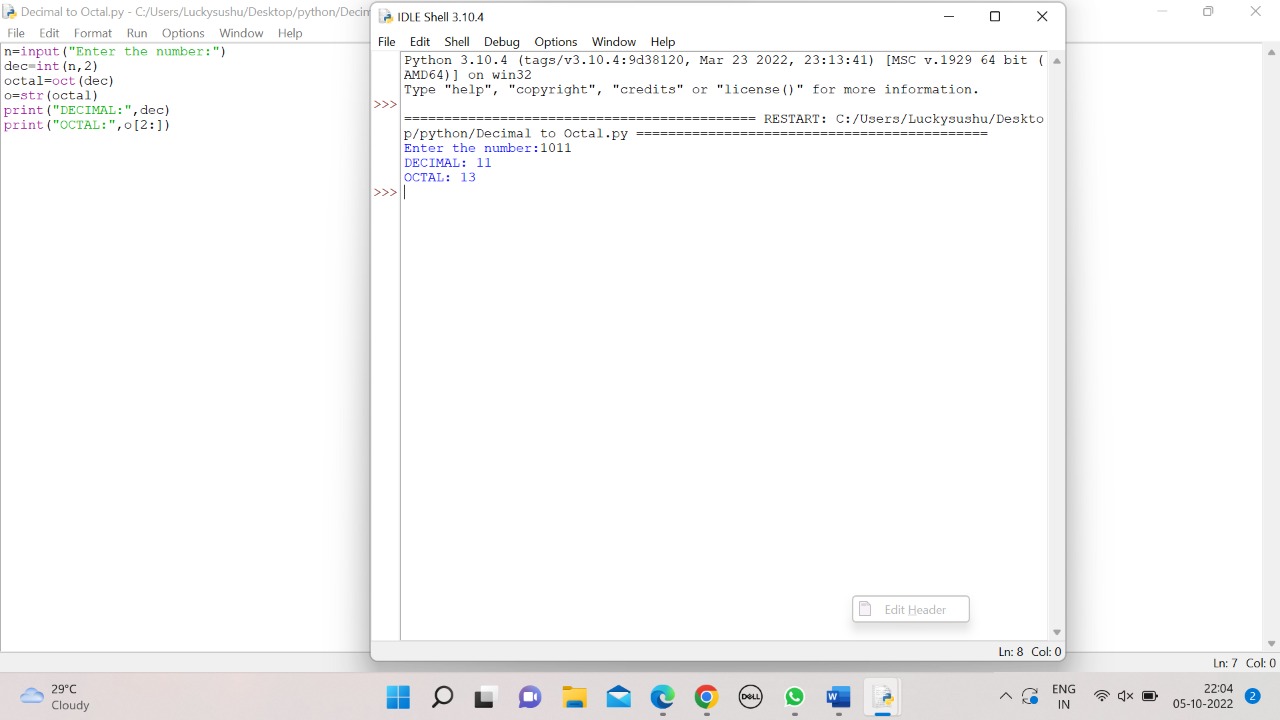 Decimal to Octal.py - C:/Users/Luckysushu/Desktop/python/Decim
File Edit Format Run Options Window Help
n=input("Enter the number:")
dec=int(n,2)
octal=oct(dec)
o=str(octal)
print("DECIMAL:",dec)
print("OCTAL:",o[2:])
IDLE Shell 3.10.4
File Edit Shell Debug Options Window Help
Python 3.10.4 (tags/v3.10.4:9d38120, Mar 23 2022, 23:13:41) [MSC v.1929 64 bit (
AMD64)] on win32
Type "help", "copyright", "credits" or "license()" for more information.
>>>
============================================ RESTART: C:/Users/Luckysushu/Deskto
p/python/Decimal to Octal.py ============================================
Enter the number:1011
DECIMAL: 11
OCTAL: 13
>>>
Edit Header
Ln: 8 Col: 0
Ln: 7 Col: 0
29°C
Cloudy
DELL
W
ENG
IN
22:04
05-10-2022
2